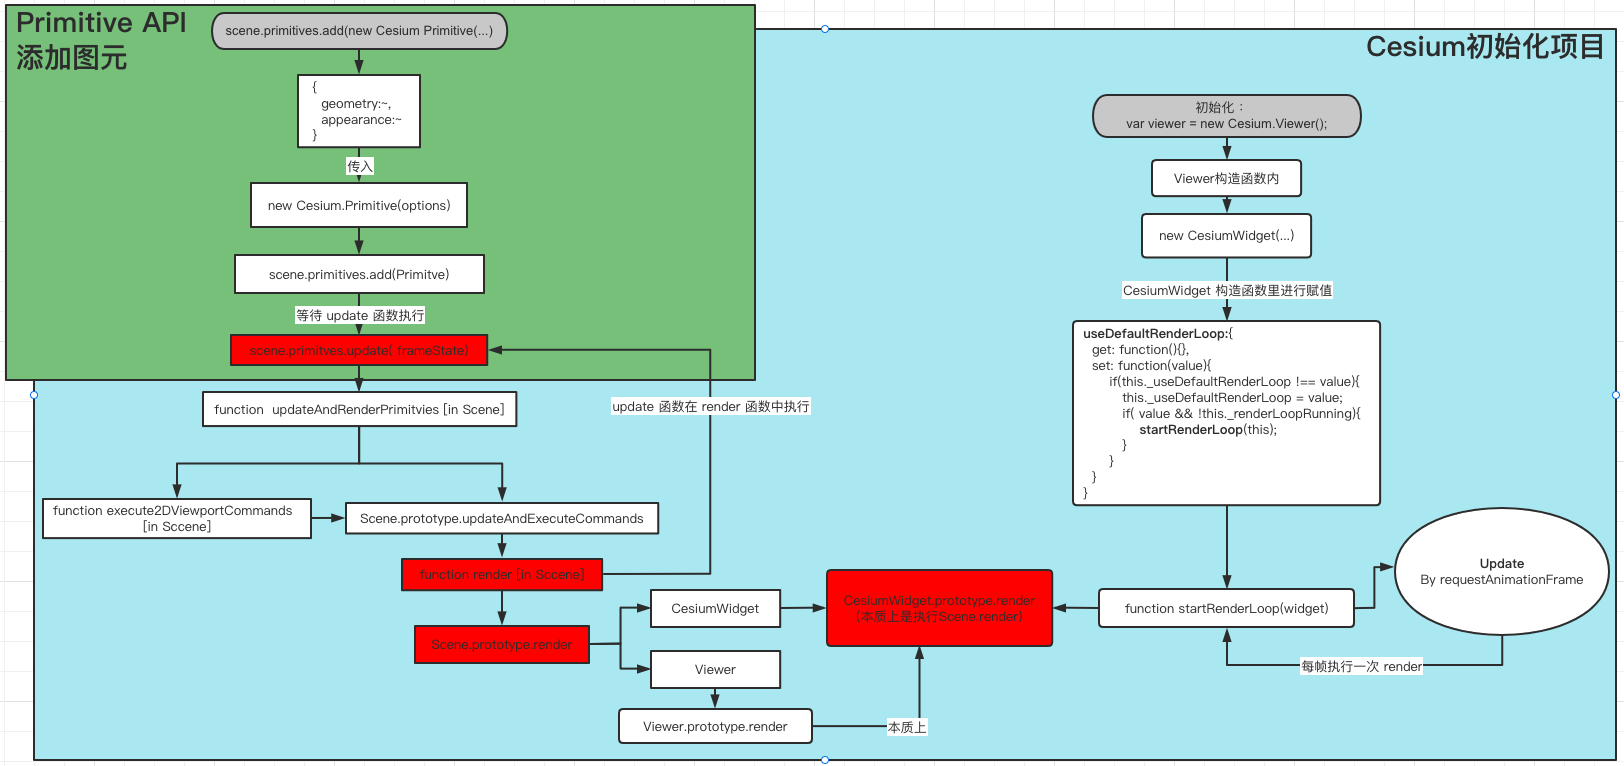 Primitive API
添加图元
scene.primitives.add(new Cesium Primitive(...)
{
geometry:~,
appearance:~
}
传入
new Cesium.Primitive(options)
scene.primitives.add(Primitve)
等待 update 函数执行
scene.primitves.update( frameState)
function  updateAndRenderPrimitvies [in Scene]
update 函数在 render 函数中执行
function execute2DViewportCommands
[in Sccene]
Scene.prototype.updateAndExecuteCommands
function render [in Sccene]
Scene.prototype.render
CesiumWidget
Viewer
Viewer.prototype.render
本质上
CesiumWidget.prototype.render
(本质上是执行Scene.render)
Cesium初始化项目
初始化：
var viewer = new Cesium.Viewer();
Viewer构造函数内
new CesiumWidget(...)
CesiumWidget 构造函数里进行赋值
useDefaultRenderLoop:{
get: function(){},
set: function(value){
if(this._useDefaultRenderLoop !== value){
this._useDefaultRenderLoop = value;
if( value && !this._renderLoopRunning){
startRenderLoop(this);
}
}
}
}
function startRenderLoop(widget)
Update
By requestAnimationFrame
每帧执行一次 render